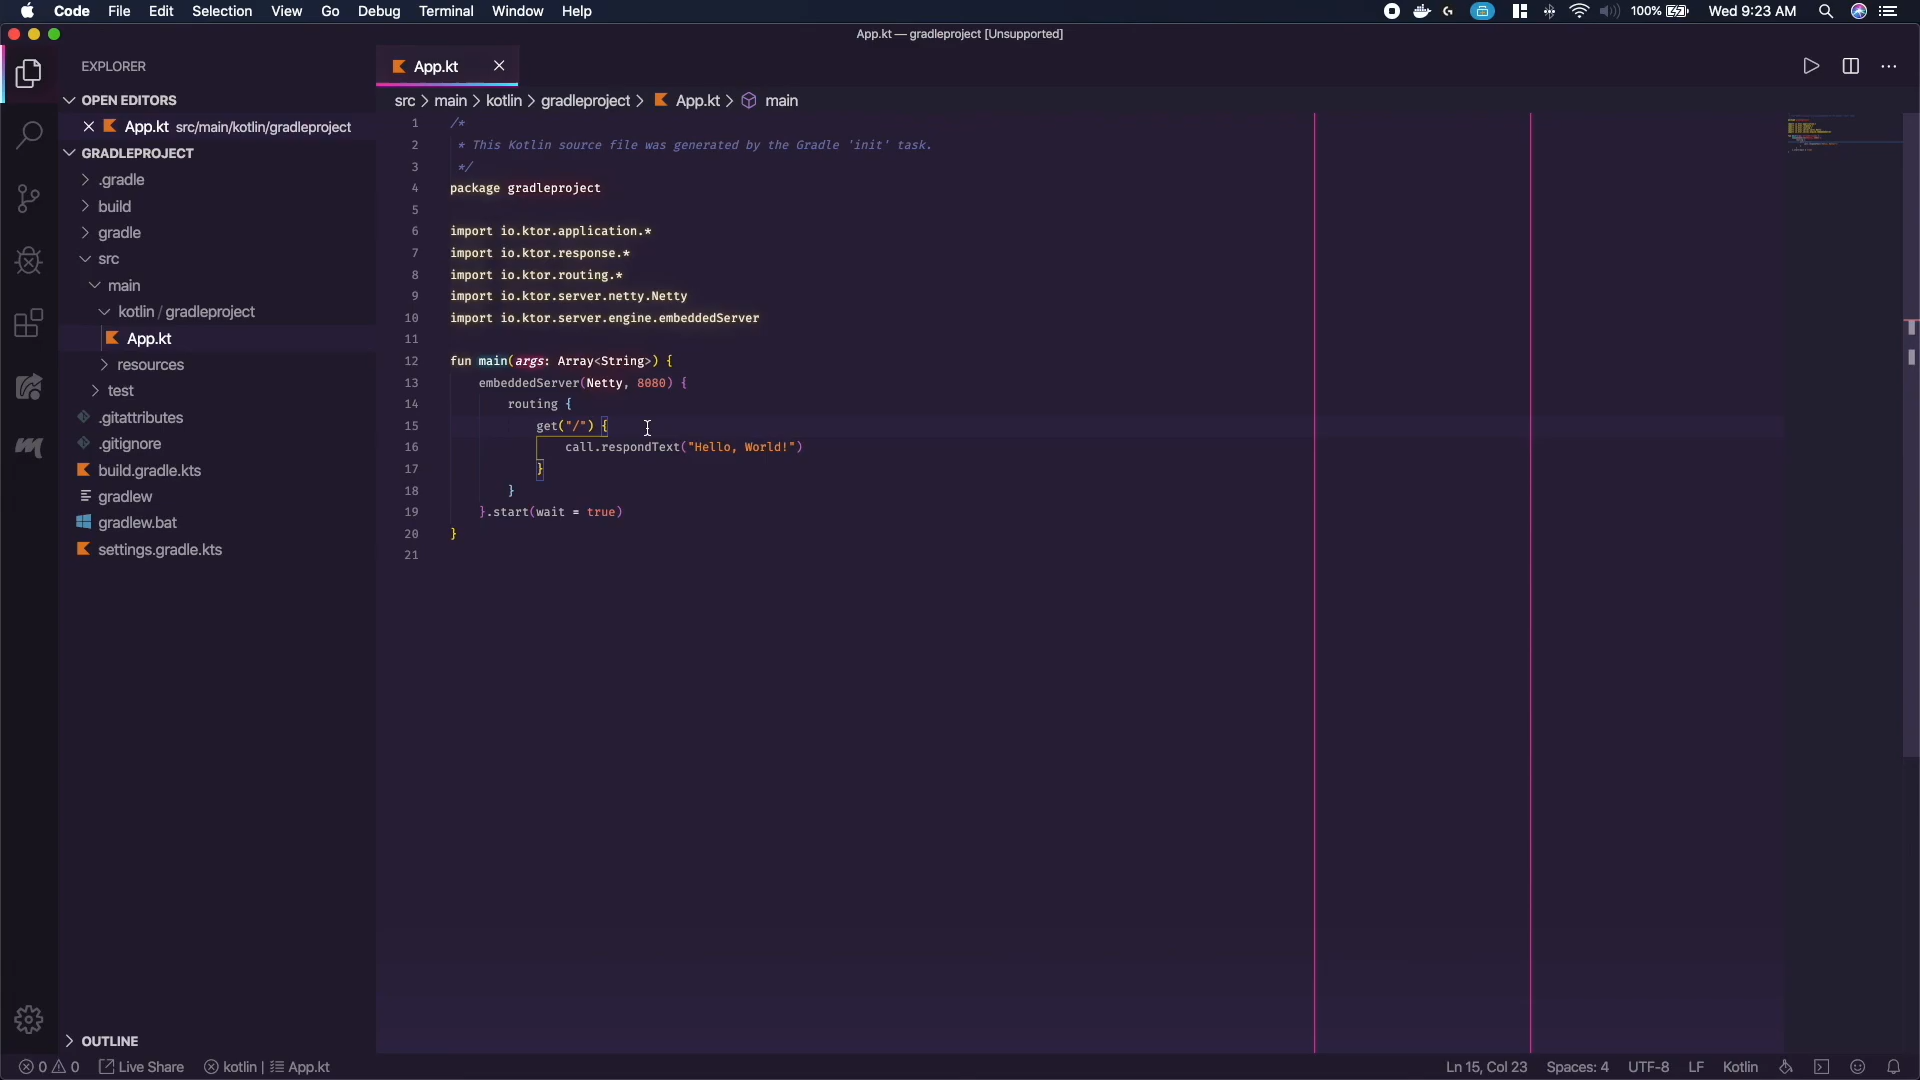 Code File Edit Selection View Go Debug Terminal Window Help 100% Wed 9:23 AM
App.kt — gradleproject [Unsupported]
EXPLORER
OPEN EDITORS
App.kt src/main/kotlin/gradleproject
GRADLEPROJECT
.gradle
build
gradle
src
main
kotlin / gradleproject
App.kt
resources
test
.gitattributes
.gitignore
build.gradle.kts
gradlew
gradlew.bat
settings.gradle.kts
OUTLINE
App.kt
src > main > kotlin > gradleproject > App.kt > main
1 /*
2 * This Kotlin source file was generated by the Gradle 'init' task.
3 */
4 package gradleproject
5
6 import io.ktor.application.*
7 import io.ktor.response.*
8 import io.ktor.routing.*
9 import io.ktor.server.netty.Netty
10 import io.ktor.server.engine.embeddedServer
11
12 fun main(args: Array<String>) {
13 embeddedServer(Netty, 8080) {
14 routing {
15 get("/") {
16 call.respondText("Hello, World!")
17 }
18 }
19 }.start(wait = true)
20 }
21
0 0 Live Share kotlin | App.kt Ln 15, Col 23 Spaces: 4 UTF-8 LF Kotlin